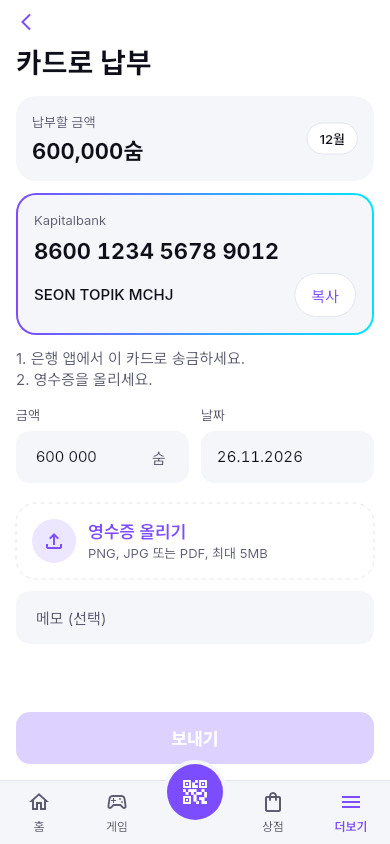 카드로 납부
납부할 금액
600,000숨
12월
Kapitalbank
8600 1234 5678 9012
SEON TOPIK MCHJ
복사
1. 은행 앱에서 이 카드로 송금하세요.
2. 영수증을 올리세요.
금액
날짜
600 000 숨
26.11.2026
영수증 올리기
PNG, JPG 또는 PDF, 최대 5MB
메모 (선택)
보내기
홈
게임
상점
더보기